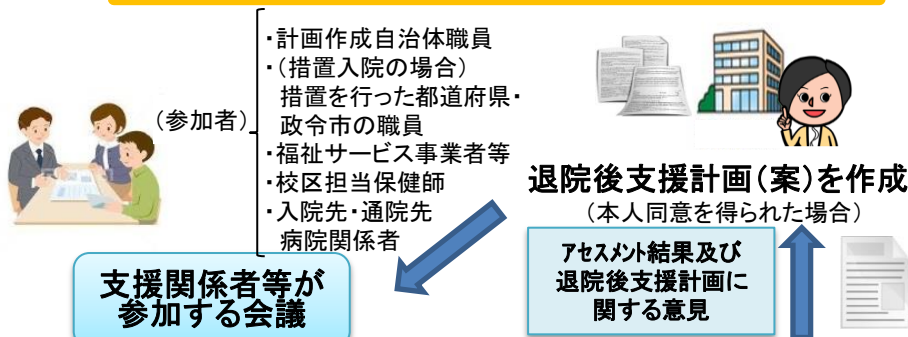 ・計画作成自治体職員
・(措置入院の場合)
措置を行った都道府県・
政令市の職員
・福祉サービス事業者等
・校区担当保健師
・入院先・通院先
病院関係者
(参加者)
支援関係者等が
参加する会議
退院後支援計画(案)を作成
(本人同意を得られた場合)
ｱｾｽﾒﾝﾄ結果及び
退院後支援計画に
関する意見